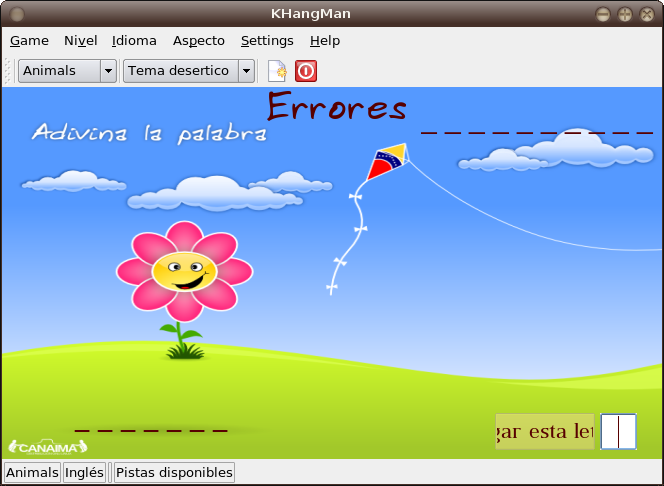 KHangMan
Game Nivel Idioma Aspecto Settings Help
Animals Tema desertico
Errores
Adivina la palabra
_ _ _ _ _ _ _ _ _ _
_ _ _ _ _ _ _
gar esta let
CANAIMA
Animals Inglés Pistas disponibles